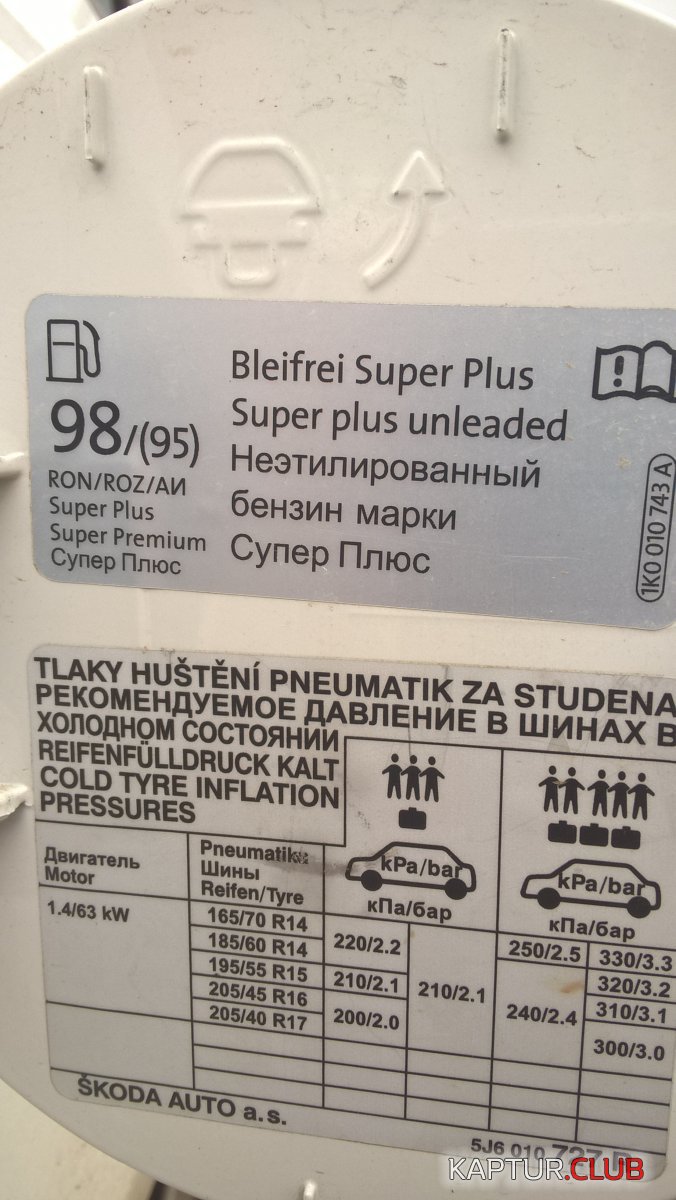 98/(95)
RON/ROZ/АИ
Super Plus
Super Premium
Супер Плюс
Bleifrei Super Plus
Super plus unleaded
Неэтилированный
бензин марки
Супер Плюс
1K0 010 743 A
TLAKY HUŠTĚNÍ PNEUMATIK ZA STUDENA
РЕКОМЕНДУЕМОЕ ДАВЛЕНИЕ В ШИНАХ В
ХОЛОДНОМ СОСТОЯНИИ
REIFENFÜLLDRUCK KALT
COLD TYRE INFLATION
PRESSURES
kPa/bar
кПа/бар
kPa/bar
кПа/бар
Двигатель
Motor
Pneumatiku
Шины
Reifen/Tyre
1.4/63 kW
165/70 R14
185/60 R14
195/55 R15
205/45 R16
205/40 R17
220/2.2
210/2.1
200/2.0
210/2.1
250/2.5
240/2.4
330/3.3
320/3.2
310/3.1
300/3.0
ŠKODA AUTO a.s.
5J6 010
KAPTUR.CLUB